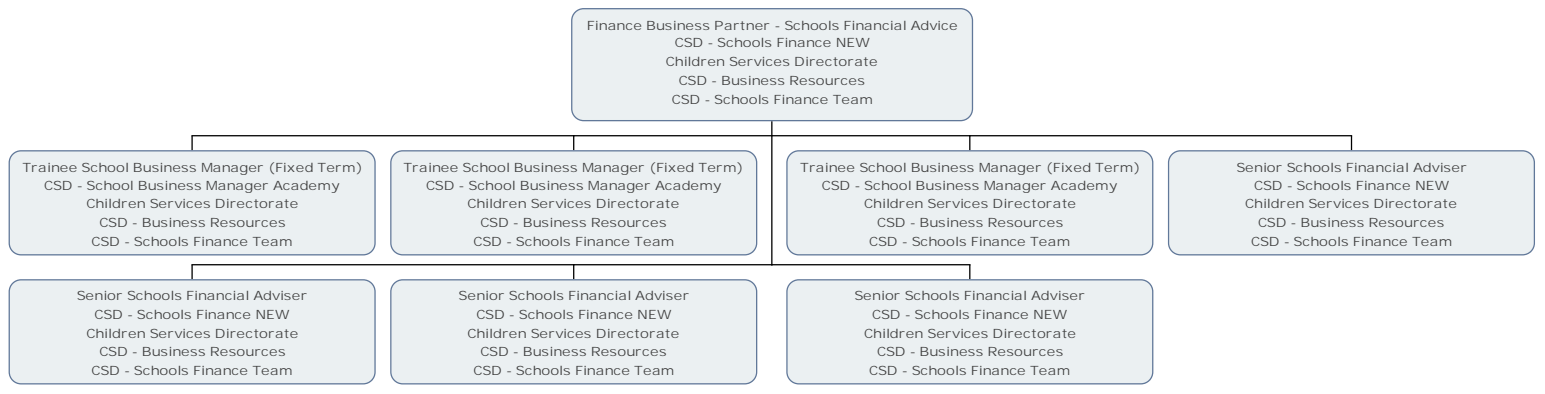 Finance Business Partner - Schools Financial Advice
CSD - Schools Finance NEW
Children Services Directorate
CSD - Business Resources
CSD - Schools Finance Team
Trainee School Business Manager (Fixed Term)
CSD - School Business Manager Academy
Children Services Directorate
CSD - Business Resources
CSD - Schools Finance Team
Trainee School Business Manager (Fixed Term)
CSD - School Business Manager Academy
Children Services Directorate
CSD - Business Resources
CSD - Schools Finance Team
Trainee School Business Manager (Fixed Term)
CSD - School Business Manager Academy
Children Services Directorate
CSD - Business Resources
CSD - Schools Finance Team
Senior Schools Financial Adviser
CSD - Schools Finance NEW
Children Services Directorate
CSD - Business Resources
CSD - Schools Finance Team
Senior Schools Financial Adviser
CSD - Schools Finance NEW
Children Services Directorate
CSD - Business Resources
CSD - Schools Finance Team
Senior Schools Financial Adviser
CSD - Schools Finance NEW
Children Services Directorate
CSD - Business Resources
CSD - Schools Finance Team
Senior Schools Financial Adviser
CSD - Schools Finance NEW
Children Services Directorate
CSD - Business Resources
CSD - Schools Finance Team